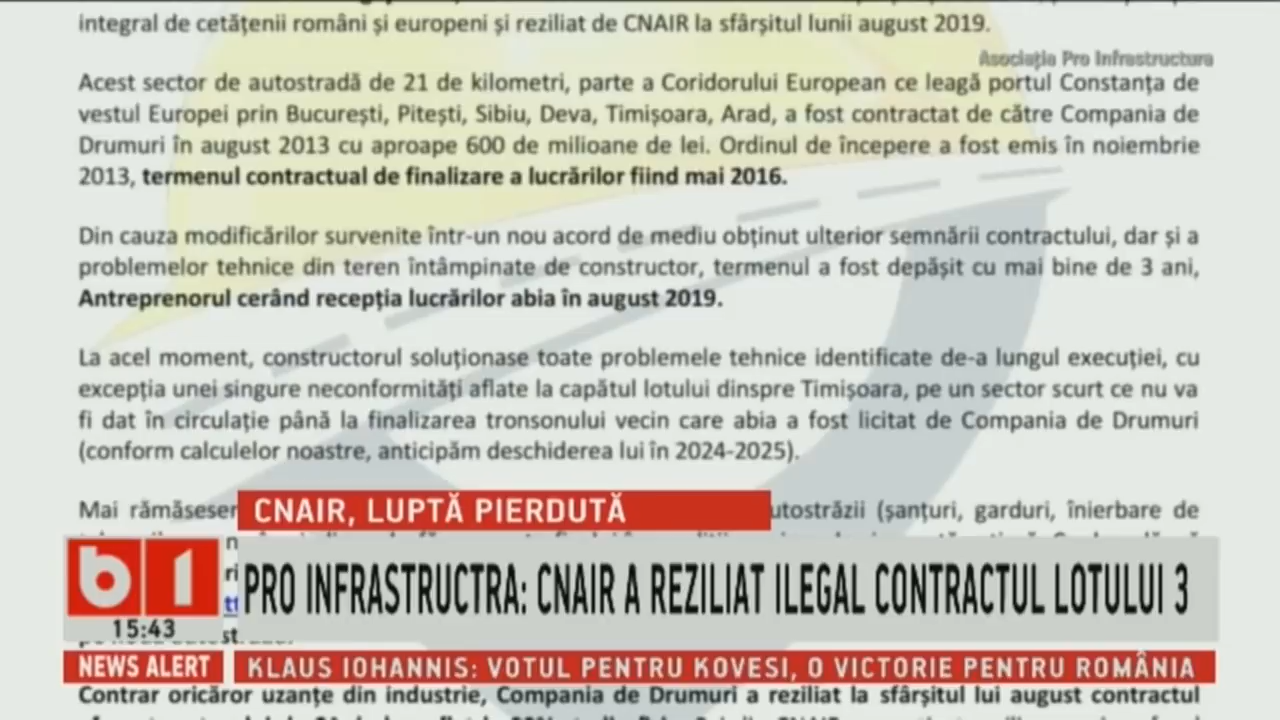 integral de cetățenii români și europeni și reziliat de CNAIR la sfârșitul lunii august 2019.
Asociația Pro Infrastructura
Acest sector de autostradă de 21 de kilometri, parte a Coridorului European ce leagă portul Constanța de
vestul Europei prin București, Pitești, Sibiu, Deva, Timișoara, Arad, a fost contractat de către Compania de
Drumuri în august 2013 cu aproape 600 de milioane de lei. Ordinul de începere a fost emis în noiembrie
2013, termenul contractual de finalizare a lucrărilor fiind mai 2016.
Din cauza modificărilor survenite într-un nou acord de mediu obținut ulterior semnării contractului, dar și a
problemelor tehnice din teren întâmpinate de constructor, termenul a fost depășit cu mai bine de 3 ani,
Antreprenorul cerând recepția lucrărilor abia în august 2019.
La acel moment, constructorul soluționase toate problemele tehnice identificate de-a lungul execuției, cu
excepția unei singure neconformități aflate la capătul lotului dinspre Timișoara, pe un sector scurt ce nu va
fi dat în circulație până la finalizarea tronsonului vecin care abia a fost licitat de Compania de Drumuri
(conform calculelor noastre, anticipăm deschiderea lui în 2024-2025).
Mai (șanțuri, garduri, înierbare de
CNAIR, LUPTĂ PIERDUTĂ
b1
PRO INFRASTRUCTRA: CNAIR A REZILIAT ILEGAL CONTRACTUL LOTULUI 3
15:43
NEWS ALERT
KLAUS IOHANNIS: VOTUL PENTRU KOVESI, O VICTORIE PENTRU ROMÂNIA
Contrar oricăror uzanțe din industrie, Compania de Drumuri a reziliat la sfârșitul lui august contractul